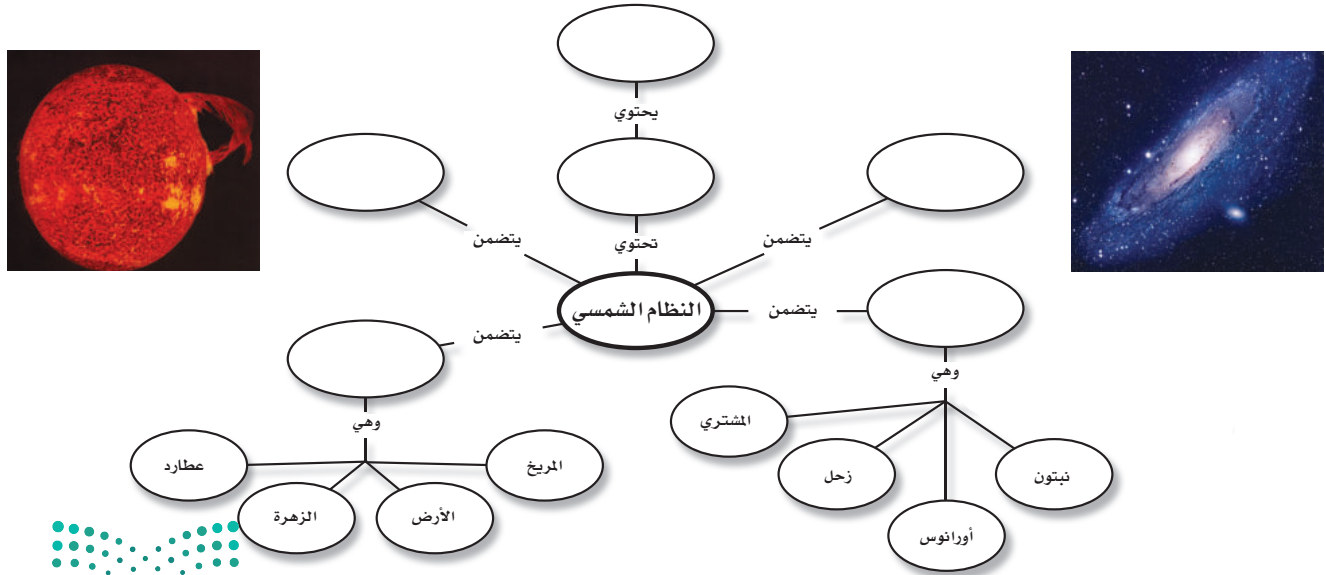 يحتوي
تحتوي
يتضمن
يتضمن
النظام الشمسي
يتضمن
يتضمن
وهي
المشتري
زحل
أورانوس
نبتون
وهي
المريخ
الأرض
الزهرة
عطارد